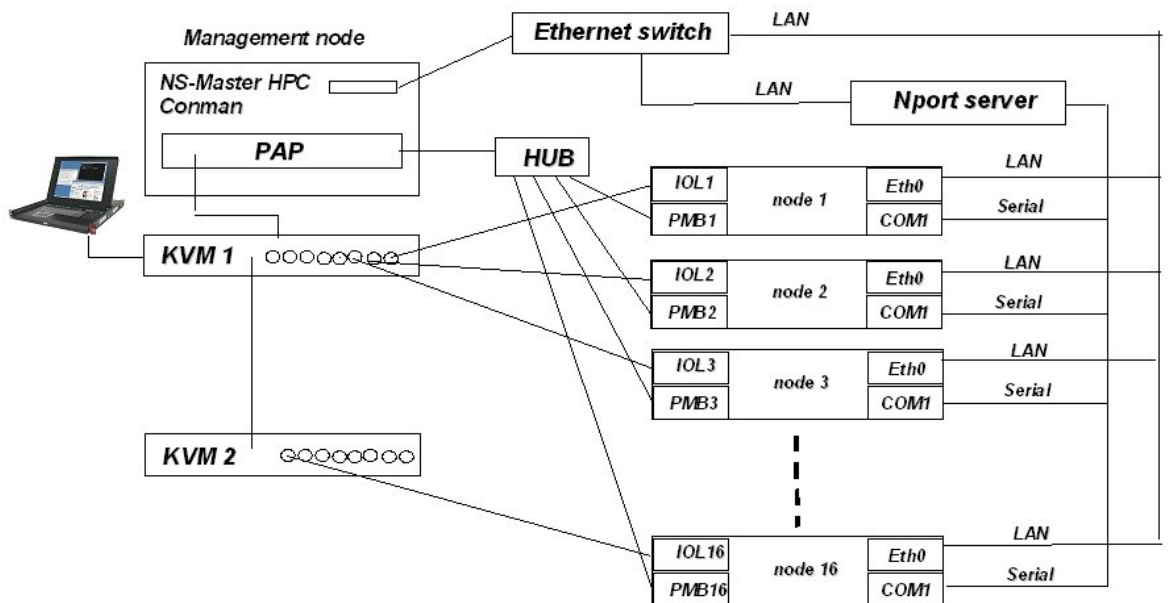 LAN
Ethernet switch
Management node
NS-Master HPC
Conman
LAN
Nport server
PAP
HUB
LAN
IOL1
node 1
Eth0
PMB1
COM1
Serial
KVM 1
LAN
IOL2
node 2
Eth0
PMB2
COM1
Serial
LAN
IOL3
node 3
Eth0
PMB3
COM1
Serial
KVM 2
LAN
IOL16
node 16
Eth0
PMB16
COM1
Serial